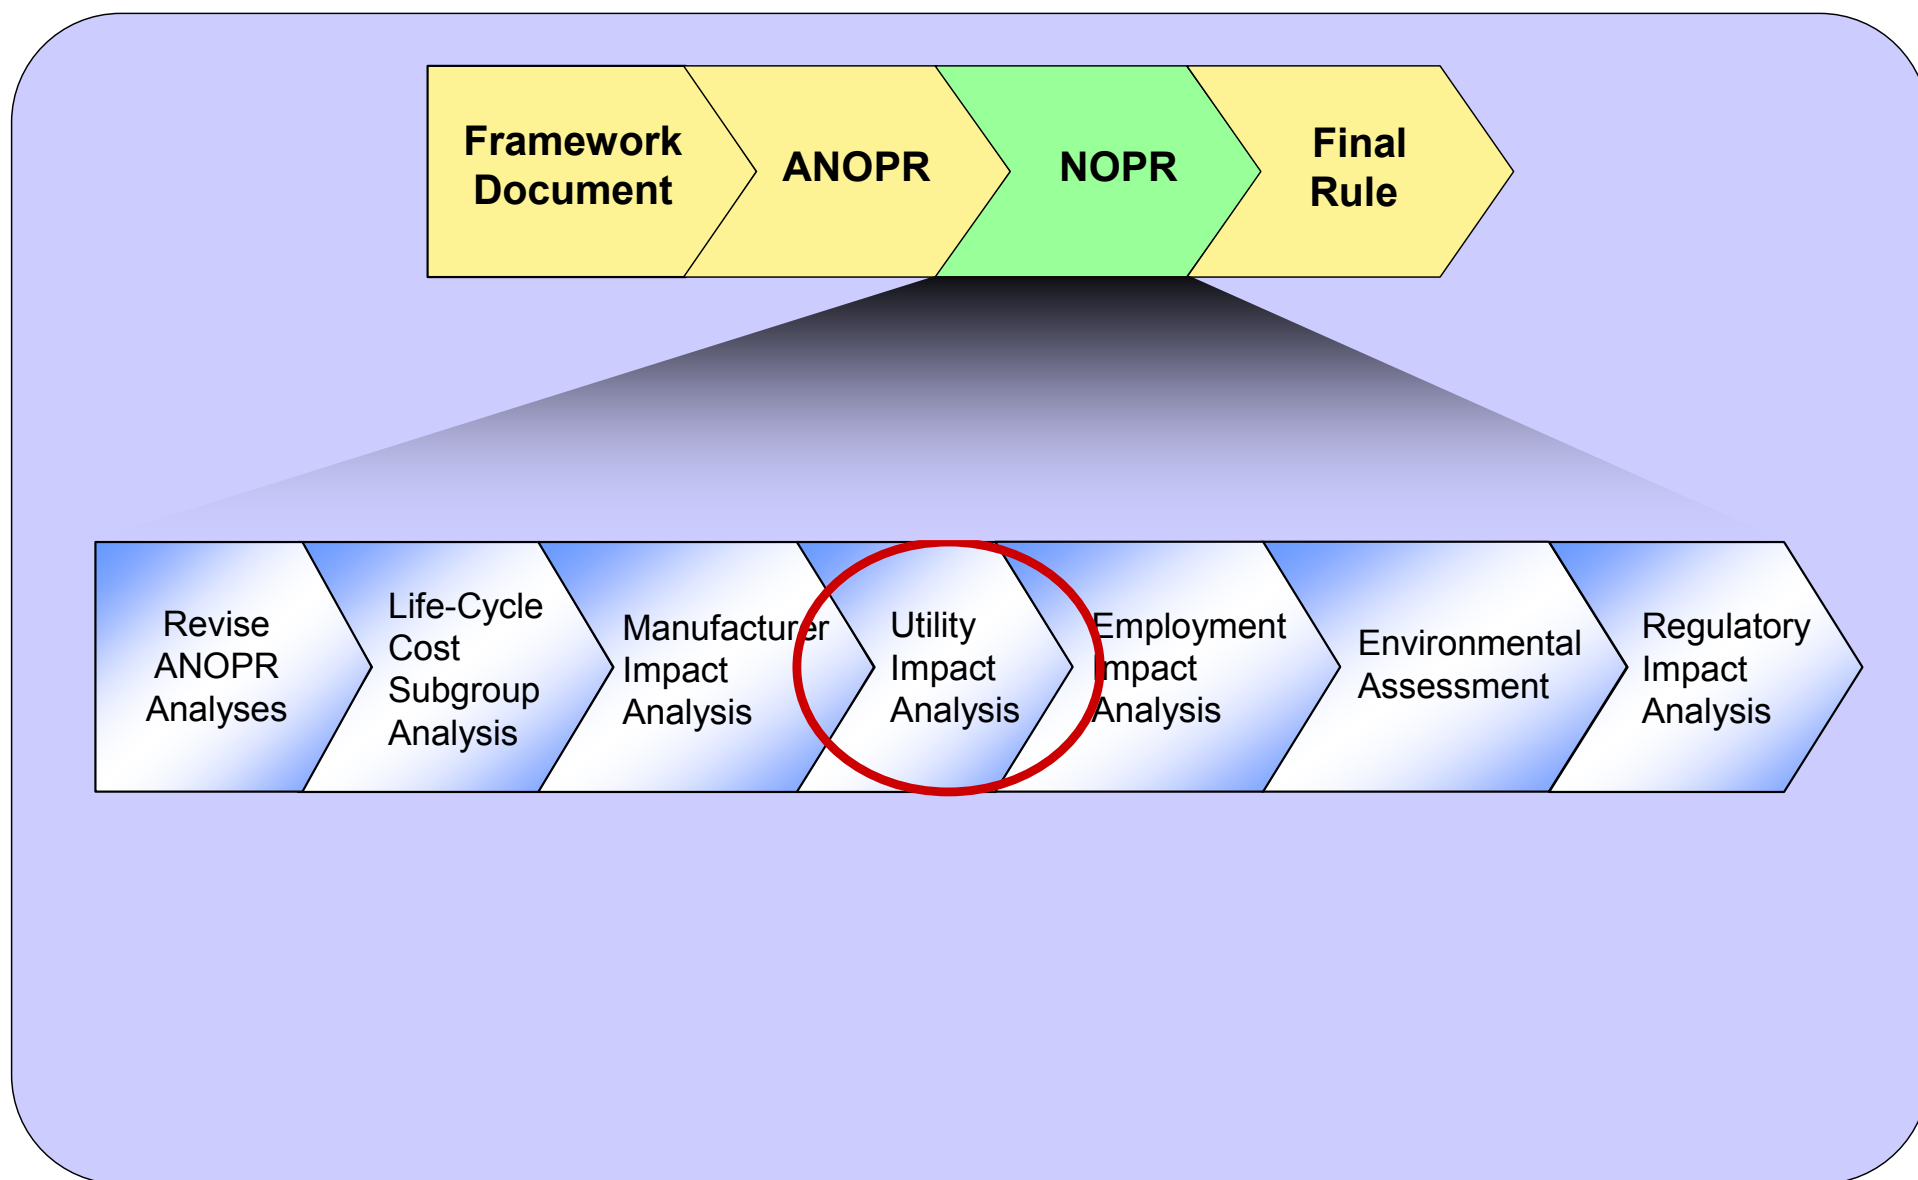 Framework
Document
ANOPR
NOPR
Final
Rule
Revise
ANOPR
Analyses
Life-Cycle
Cost
Subgroup
Analysis
Manufacturer
Impact
Analysis
Utility
Impact
Analysis
Employment
Impact
Analysis
Environmental
Assessment
Regulatory
Impact
Analysis